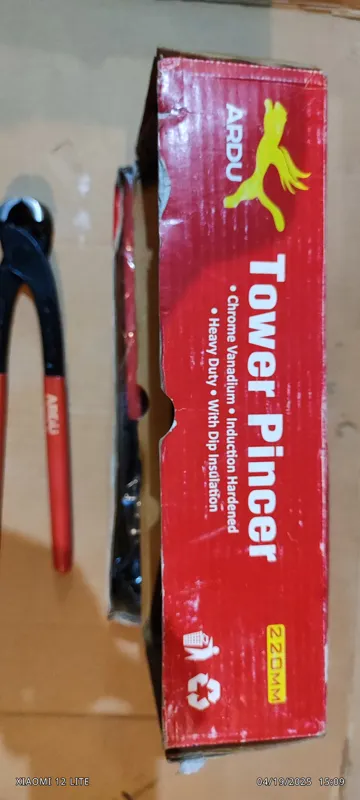 ARDU
Tower Pincer
• Chrome Vanadium • Induction Hardened
• Heavy Duty • With Dip Insulation
220MM
ARDU
XIAOMI 12 LITE
04/19/2025 15:09